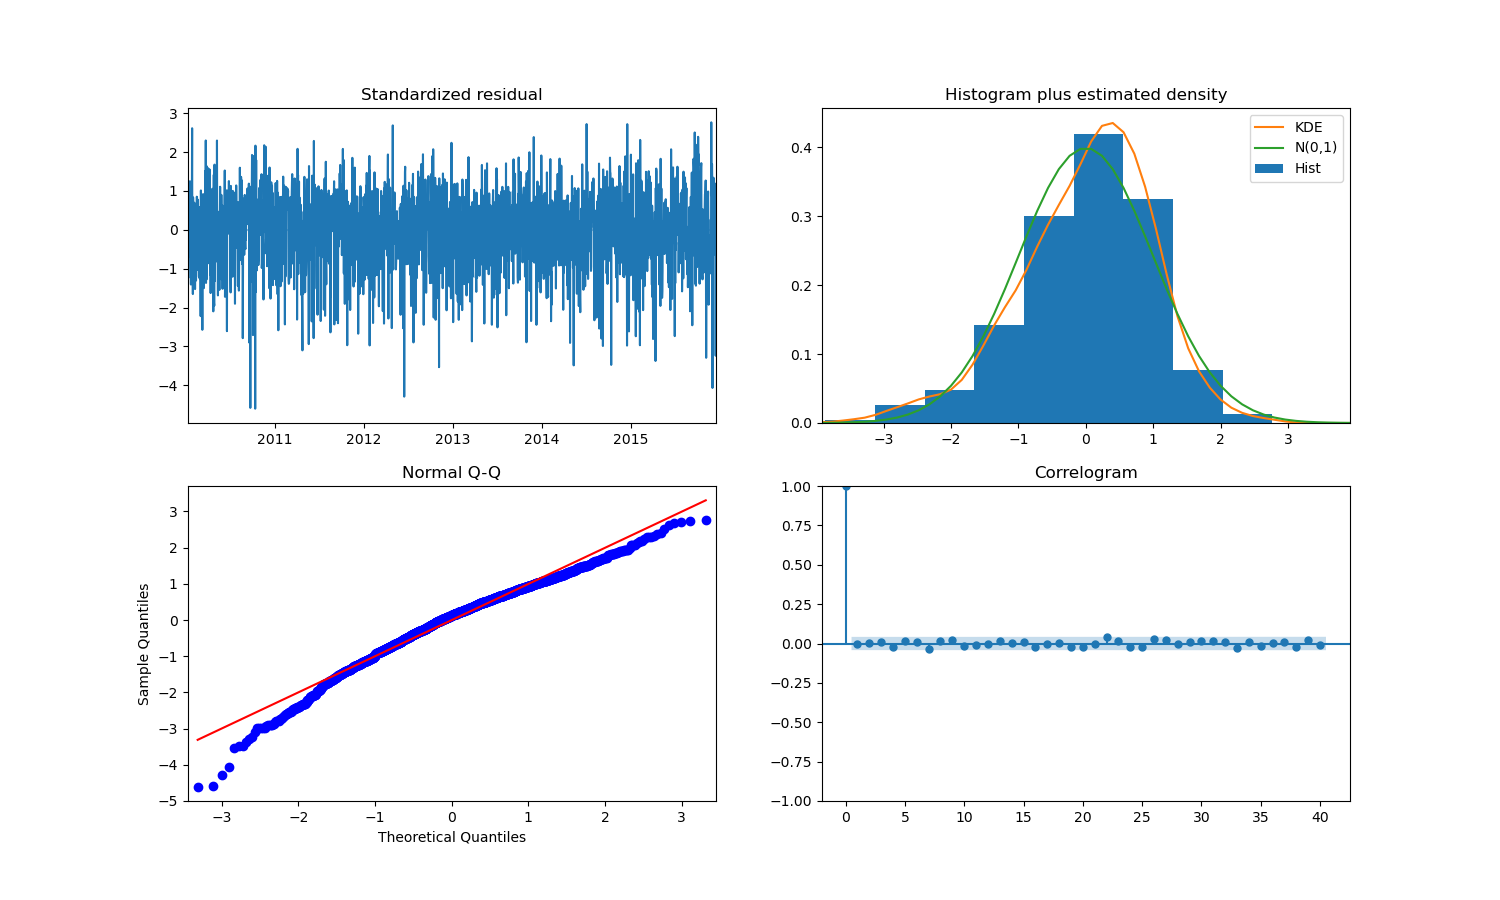 Standardized residual
3
2
1
0
−1
−2
−3
−4
2011 2012 2013 2014 2015
Histogram plus estimated density
KDE
N(0,1)
Hist
0.4
0.3
0.2
0.1
0.0
−3 −2 −1 0 1 2 3
Normal Q-Q
Sample Quantiles
3
2
1
0
−1
−2
−3
−4
−5
−3 −2 −1 0 1 2 3
Theoretical Quantiles
Correlogram
1.00
0.75
0.50
0.25
0.00
−0.25
−0.50
−0.75
−1.00
0 5 10 15 20 25 30 35 40